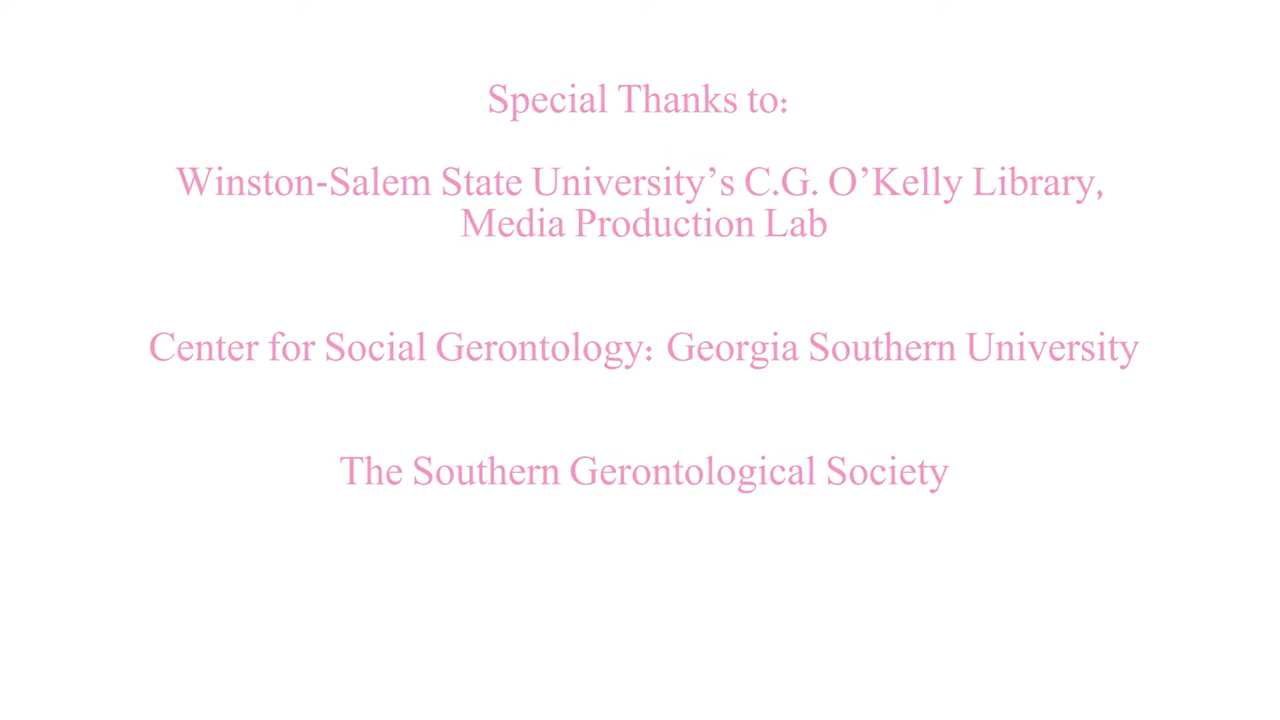 Special Thanks to:
Winston-Salem State University’s C.G. O’Kelly Library,
Media Production Lab
Center for Social Gerontology: Georgia Southern University
The Southern Gerontological Society